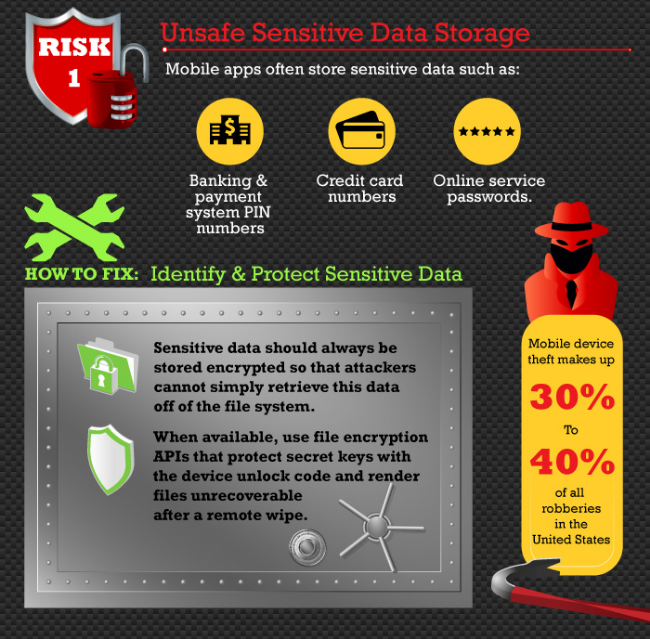 RISK
1
Unsafe Sensitive Data Storage
Mobile apps often store sensitive data such as:
$
Banking &
payment
system PIN
numbers
Credit card
numbers
★★★★★
Online service
passwords.
HOW TO FIX: Identify & Protect Sensitive Data
Sensitive data should always be
stored encrypted so that attackers
cannot simply retrieve this data
off of the file system.
When available, use file encryption
APIs that protect secret keys with
the device unlock code and render
files unrecoverable
after a remote wipe.
Mobile device
theft makes up
30%
To
40%
of all
robberies
in the
United States